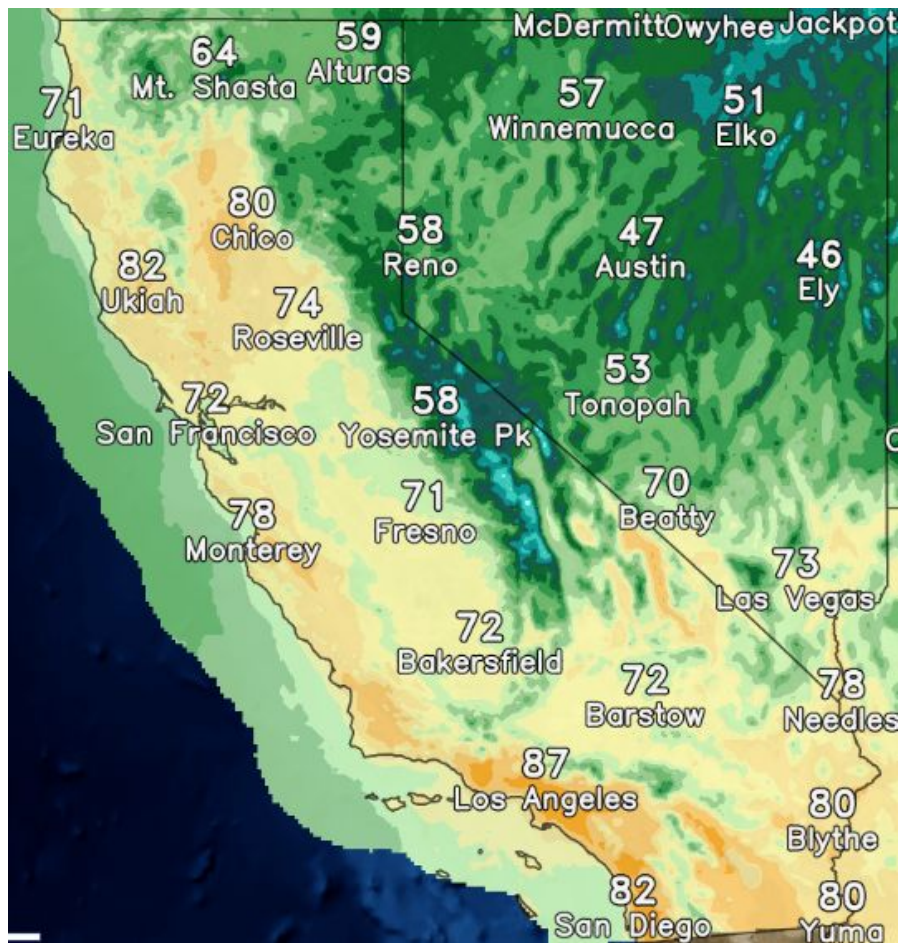 McDermitt Owyhee Jackpot
59
Alturas
64
Mt. Shasta
71
Eureka
57
Winnemucca
51
Elko
80
Chico
58
Reno
47
Austin
46
Ely
82
Ukiah
74
Roseville
53
Tonopah
72
San Francisco
58
Yosemite Pk
71
Fresno
70
Beatty
78
Monterey
73
Las Vegas
72
Bakersfield
72
Barstow
78
Needles
87
Los Angeles
80
Blythe
82
San Diego
80
Yuma